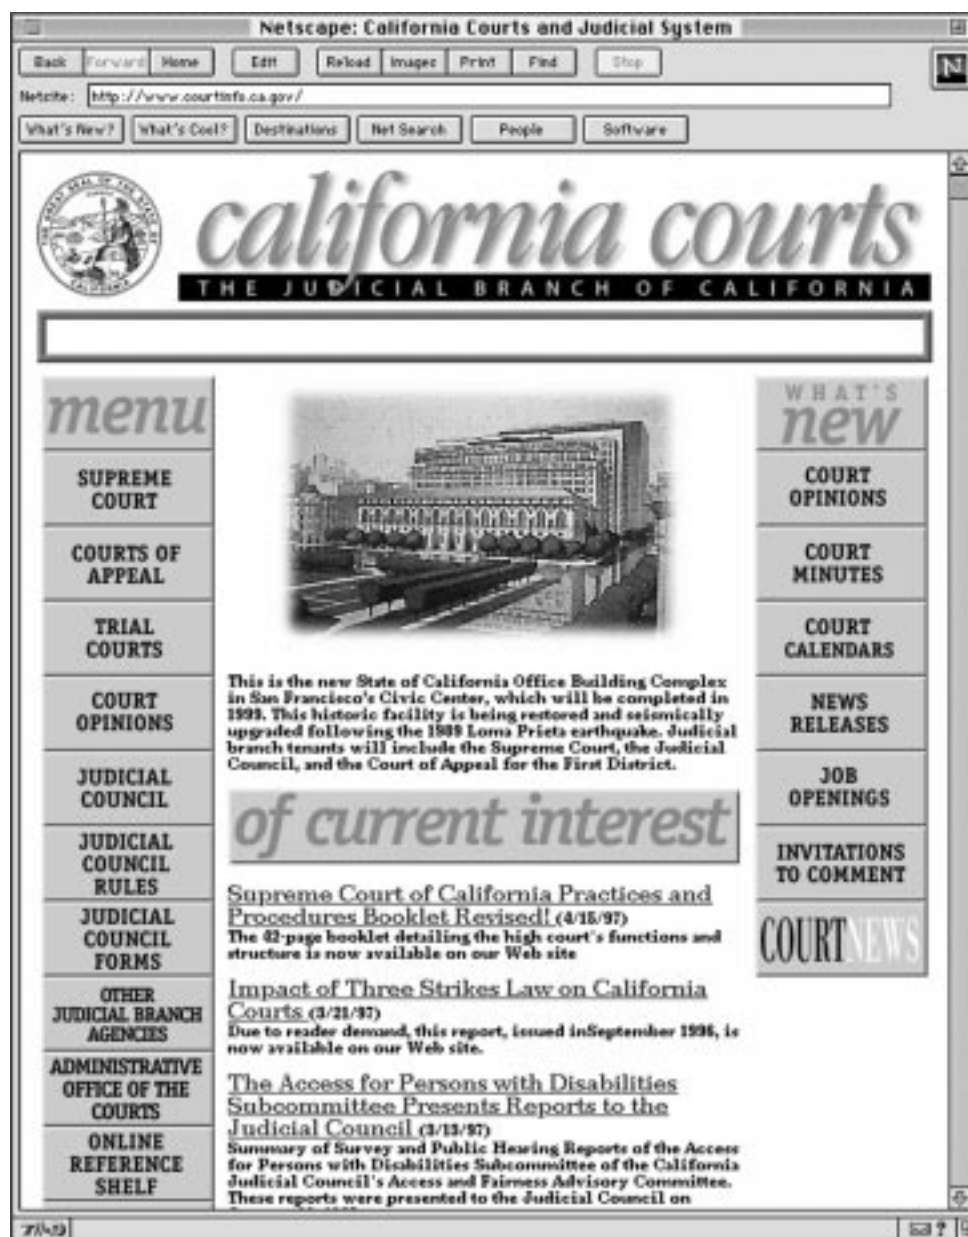 Netscape: California Courts and Judicial System
Back Forward Home Edit Reload Images Print Find Stop
N
Netsite: http://www.courtinfo.ca.gov/
What's New? What's Cool? Destinations Net Search People Software
THE GREAT SEAL OF THE STATE OF CALIFORNIA
california courts
THE JUDICIAL BRANCH OF CALIFORNIA
menu
SUPREME
COURT
COURTS OF
APPEAL
TRIAL
COURTS
COURT
OPINIONS
JUDICIAL
COUNCIL
JUDICIAL
COUNCIL
RULES
JUDICIAL
COUNCIL
FORMS
OTHER
JUDICIAL BRANCH
AGENCIES
ADMINISTRATIVE
OFFICE OF THE
COURTS
ONLINE
REFERENCE
SHELF
This is the new State of California Office Building Complex
in San Francisco's Civic Center, which will be completed in
1999. This historic facility is being restored and seismically
upgraded following the 1989 Loma Prieta earthquake. Judicial
branch tenants will include the Supreme Court, the Judicial
Council, and the Court of Appeal for the First District.
of current interest
Supreme Court of California Practices and
Procedures Booklet Revised! (4/15/97)
The 42-page booklet detailing the high court's functions and
structure is now available on our Web site
Impact of Three Strikes Law on California
Courts (3/21/97)
Due to reader demand, this report, issued inSeptember 1996, is
now available on our Web site.
The Access for Persons with Disabilities
Subcommittee Presents Reports to the
Judicial Council (3/13/97)
Summary of Survey and Public Hearing Reports of the Access
for Persons with Disabilities Subcommittee of the California
Judicial Council's Access and Fairness Advisory Committee.
These reports were presented to the Judicial Council on
WHAT'S
new
COURT
OPINIONS
COURT
MINUTES
COURT
CALENDARS
NEWS
RELEASES
JOB
OPENINGS
INVITATIONS
TO COMMENT
COURTNEWS
?